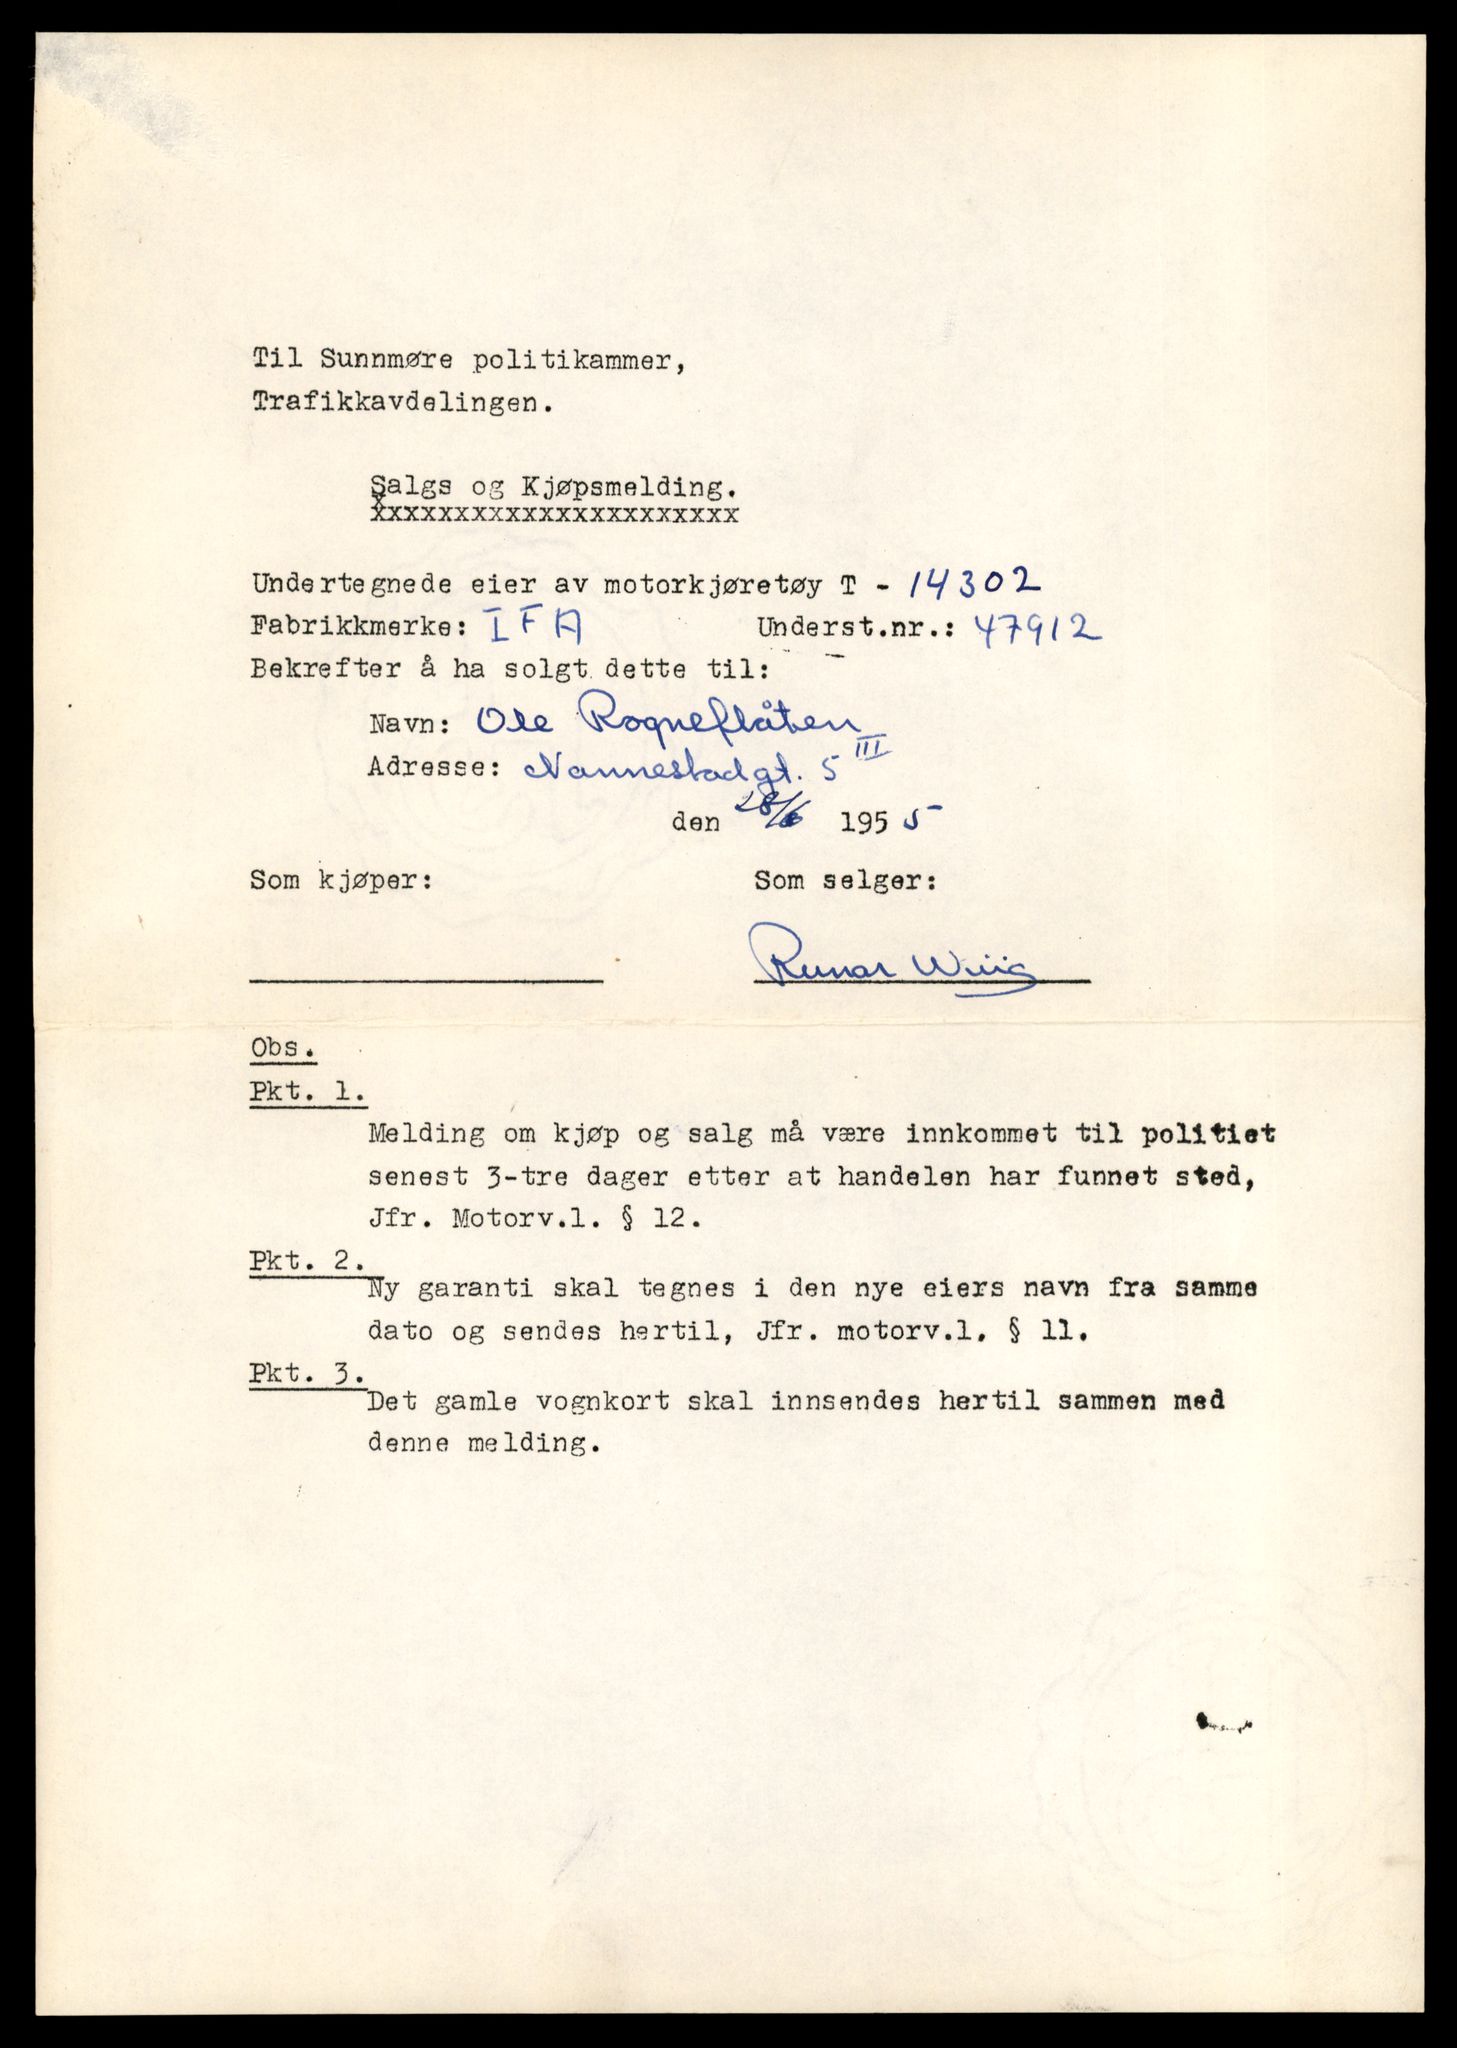 Til Sunnmøre politikammer,
Trafikkavdelingen.
Salgs og Kjøpsmelding.
xxxxxxxxxxxxxxxxxxxxxx
Undertegnede eier av motorkjøretøy T - 14302
Fabrikkmerke: IFA Underst.nr.: 47912
Bekrefter å ha solgt dette til:
Navn: Ole Rogneflåten
Adresse: Nannestadgt. 5 III
den 28/6 1955
Som kjøper: Som selger:
Runar Wiig
Obs.
Pkt. 1.
Melding om kjøp og salg må være innkommet til politiet
senest 3-tre dager etter at handelen har funnet sted,
Jfr. Motorv.l. § 12.
Pkt. 2.
Ny garanti skal tegnes i den nye eiers navn fra samme
dato og sendes hertil, Jfr. motorv.l. § 11.
Pkt. 3.
Det gamle vognkort skal innsendes hertil sammen med
denne melding.